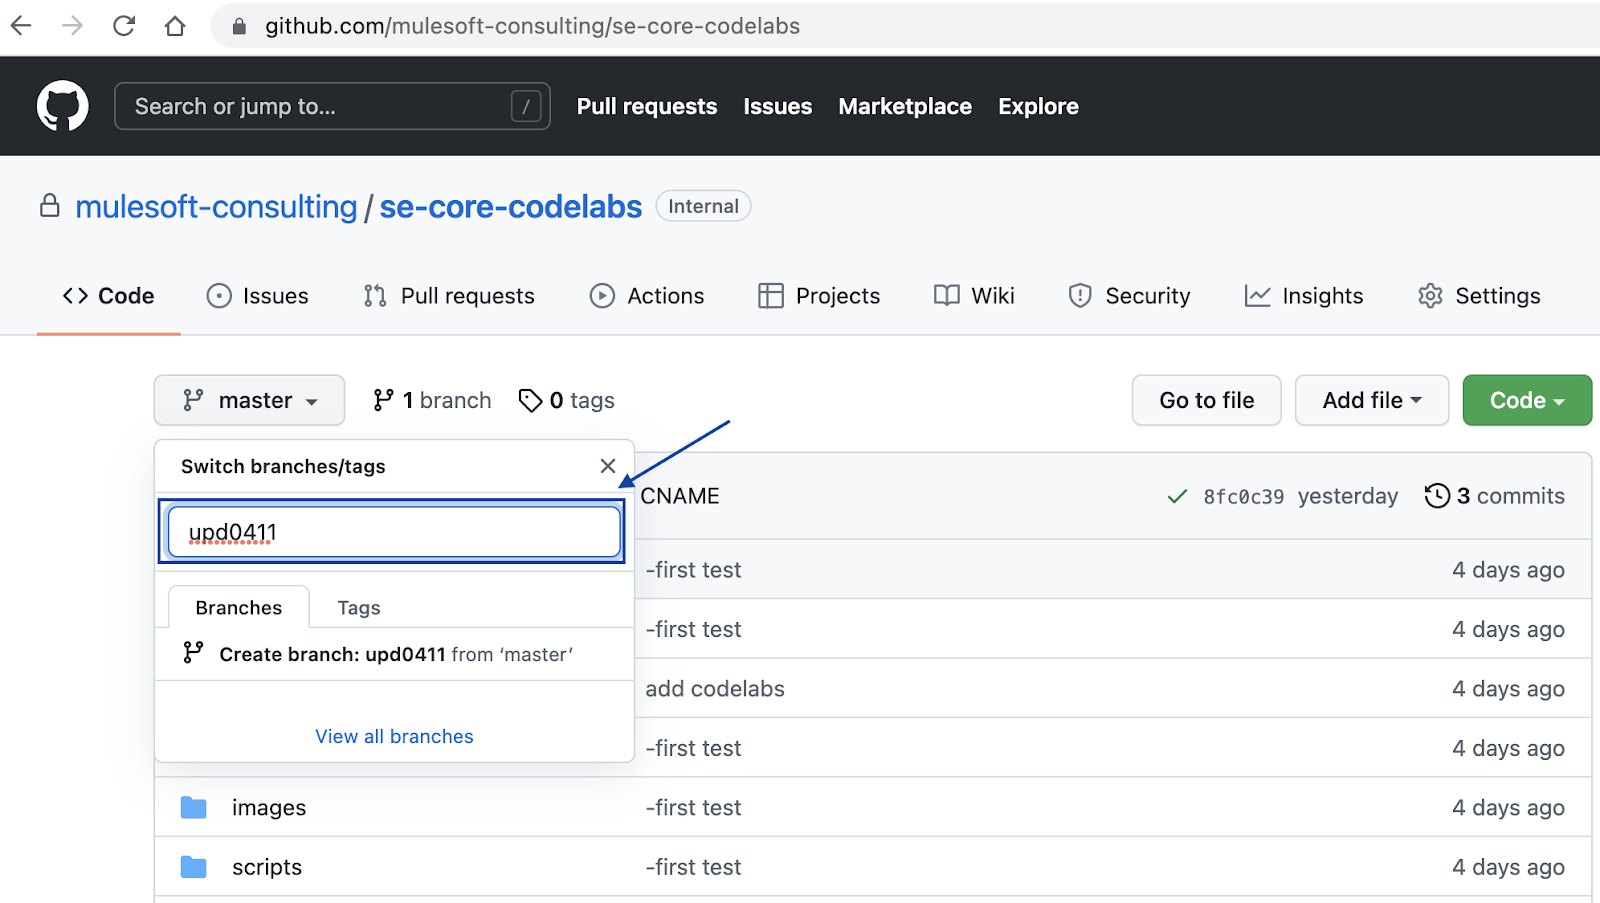 github.com/mulesoft-consulting/se-core-codelabs
Search or jump to... /
Pull requests Issues Marketplace Explore
mulesoft-consulting / se-core-codelabs Internal
Code Issues Pull requests Actions Projects Wiki Security Insights Settings
master 1 branch 0 tags Go to file Add file Code
Switch branches/tags
CNAME 8fc0c39 yesterday 3 commits
upd0411
-first test 4 days ago
Branches Tags
-first test 4 days ago
Create branch: upd0411 from ‘master’
add codelabs 4 days ago
View all branches
-first test 4 days ago
images -first test 4 days ago
scripts -first test 4 days ago